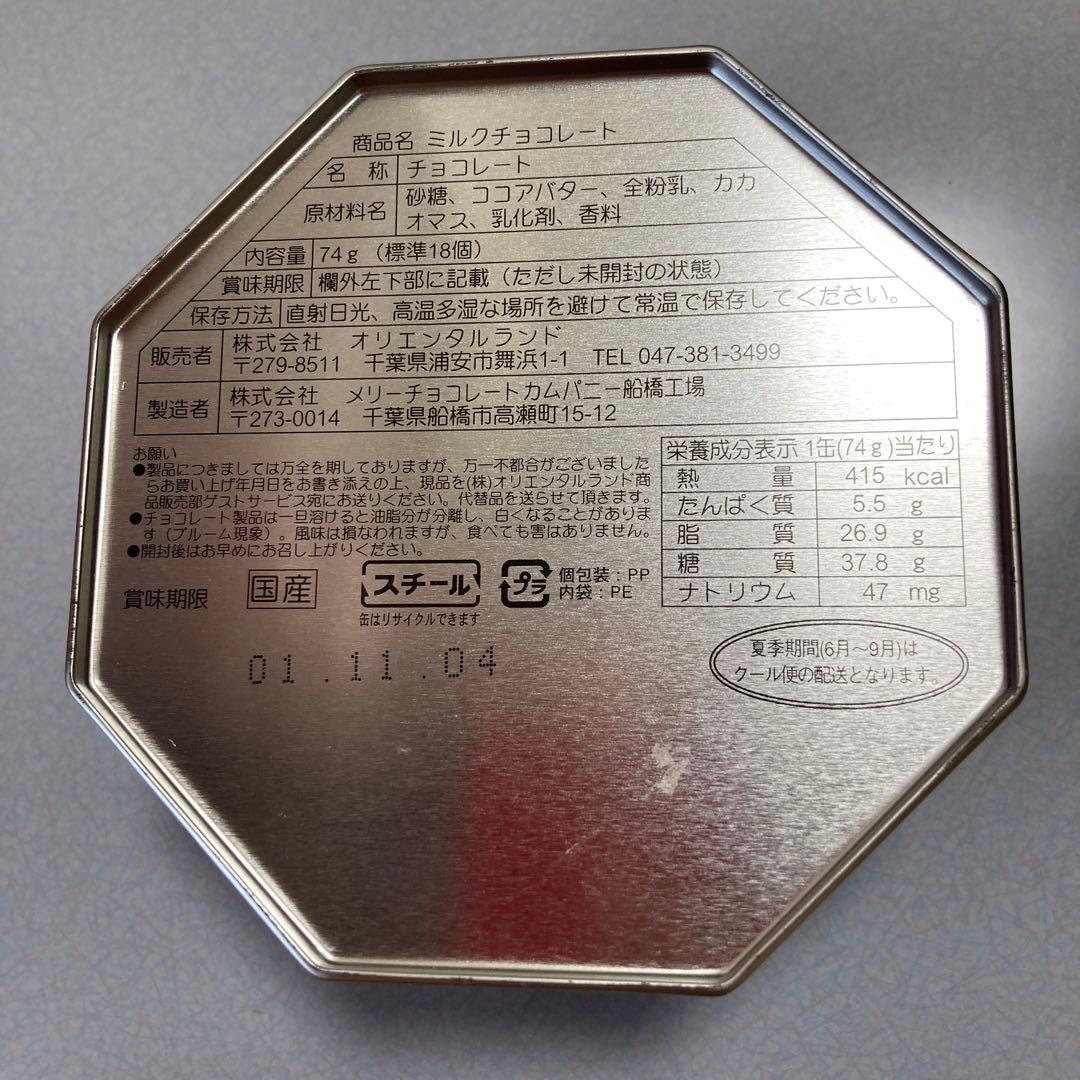 商品名 ミルクチョコレート
名 称 チョコレート
原材料名 砂糖、ココアバター、全粉乳、カカ
オマス、乳化剤、香料
内容量 74g(標準18個)
賞味期限 欄外左下部に記載(ただし未開封の状態)
保存方法 直射日光、高温多湿な場所を避けて常温で保存してください。
販売者 株式会社 オリエンタルランド
〒279-8511 千葉県浦安市舞浜1-1 TEL 047-381-3499
製造者 株式会社 メリーチョコレートカムパニー船橋工場
〒273-0014 千葉県船橋市高瀬町15-12
お願い
●製品につきましては万全を期しておりますが、万一不都合がございました
らお買い上げ年月日をお書き添えの上、現品を(株)オリエンタルランド商
品販売部ゲストサービス宛にお送りください。代替品を送らせて頂きます。
●チョコレート製品は一旦溶けると油脂分が分離し、白くなることがありま
す(ブルーム現象)。風味は損なわれますが、食べても害はありません。
●開封後はお早めにお召し上がりください。
栄養成分表示 1缶(74g)当たり
熱 量 415 kcal
たんぱく質 5.5 g
脂 質 26.9 g
糖 質 37.8 g
ナトリウム 47 mg
賞味期限 国産 スチール プラ 個包装:PP
内袋:PE
缶はリサイクルできます
01.11.04
夏季期間(6月～9月)は
クール便の配送となります。